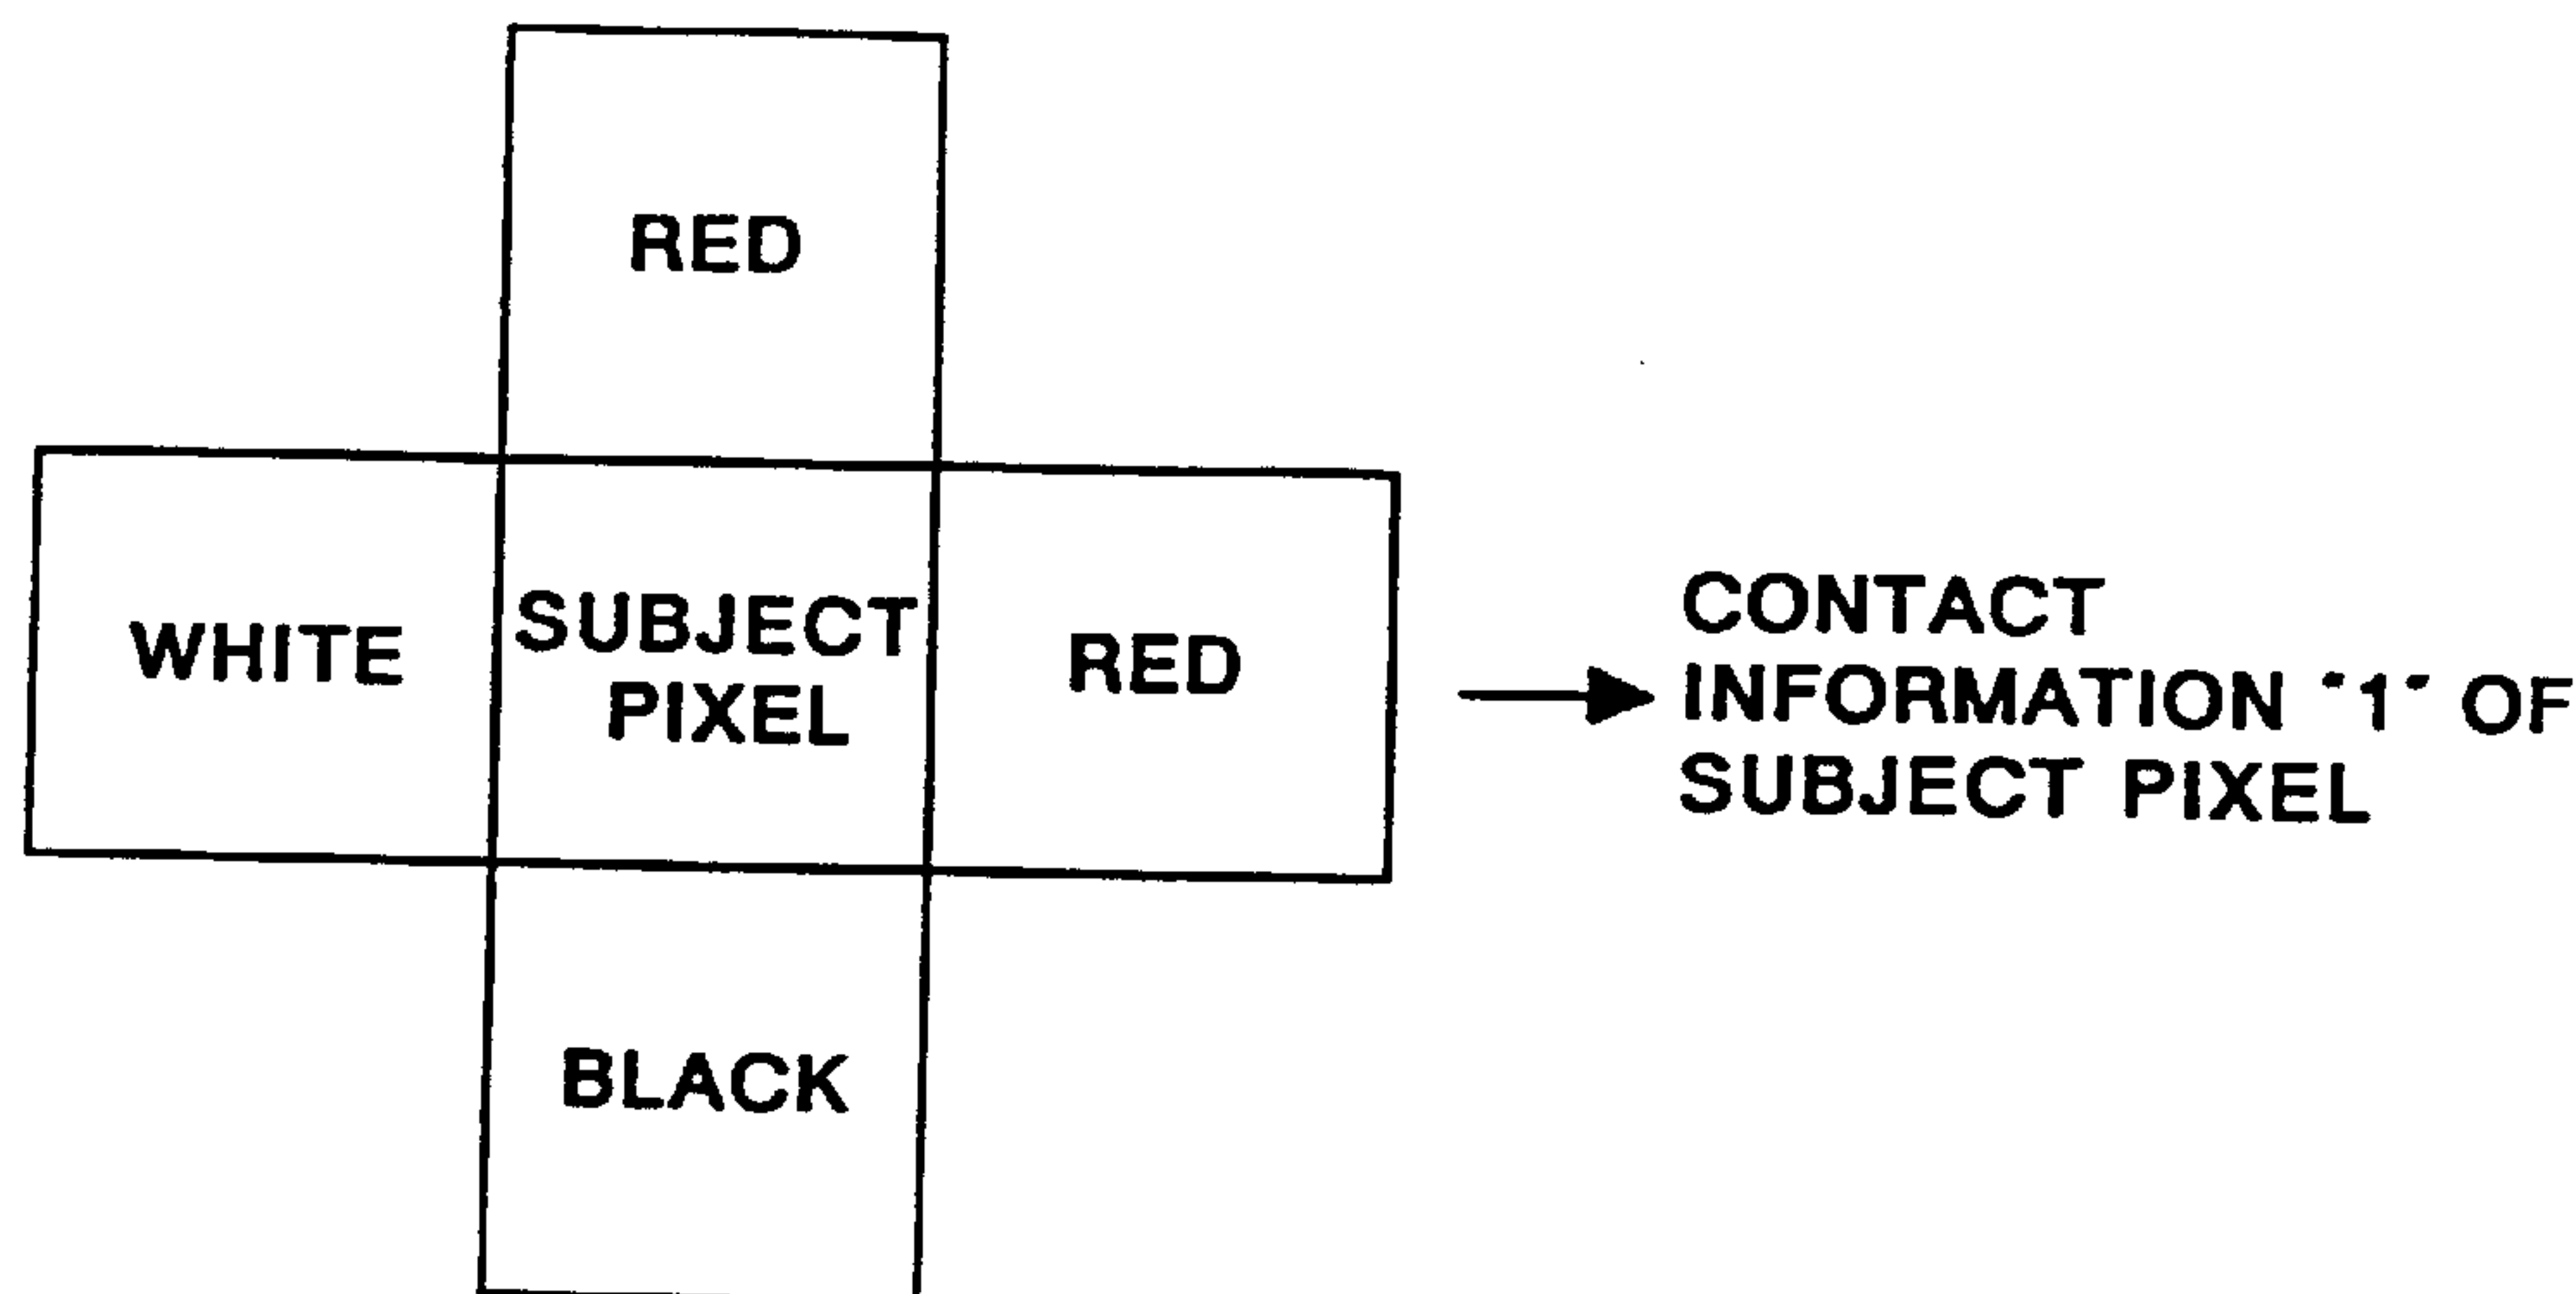 RED
WHITE
SUBJECT
PIXEL
RED
CONTACT
INFORMATION "1" OF
SUBJECT PIXEL
BLACK